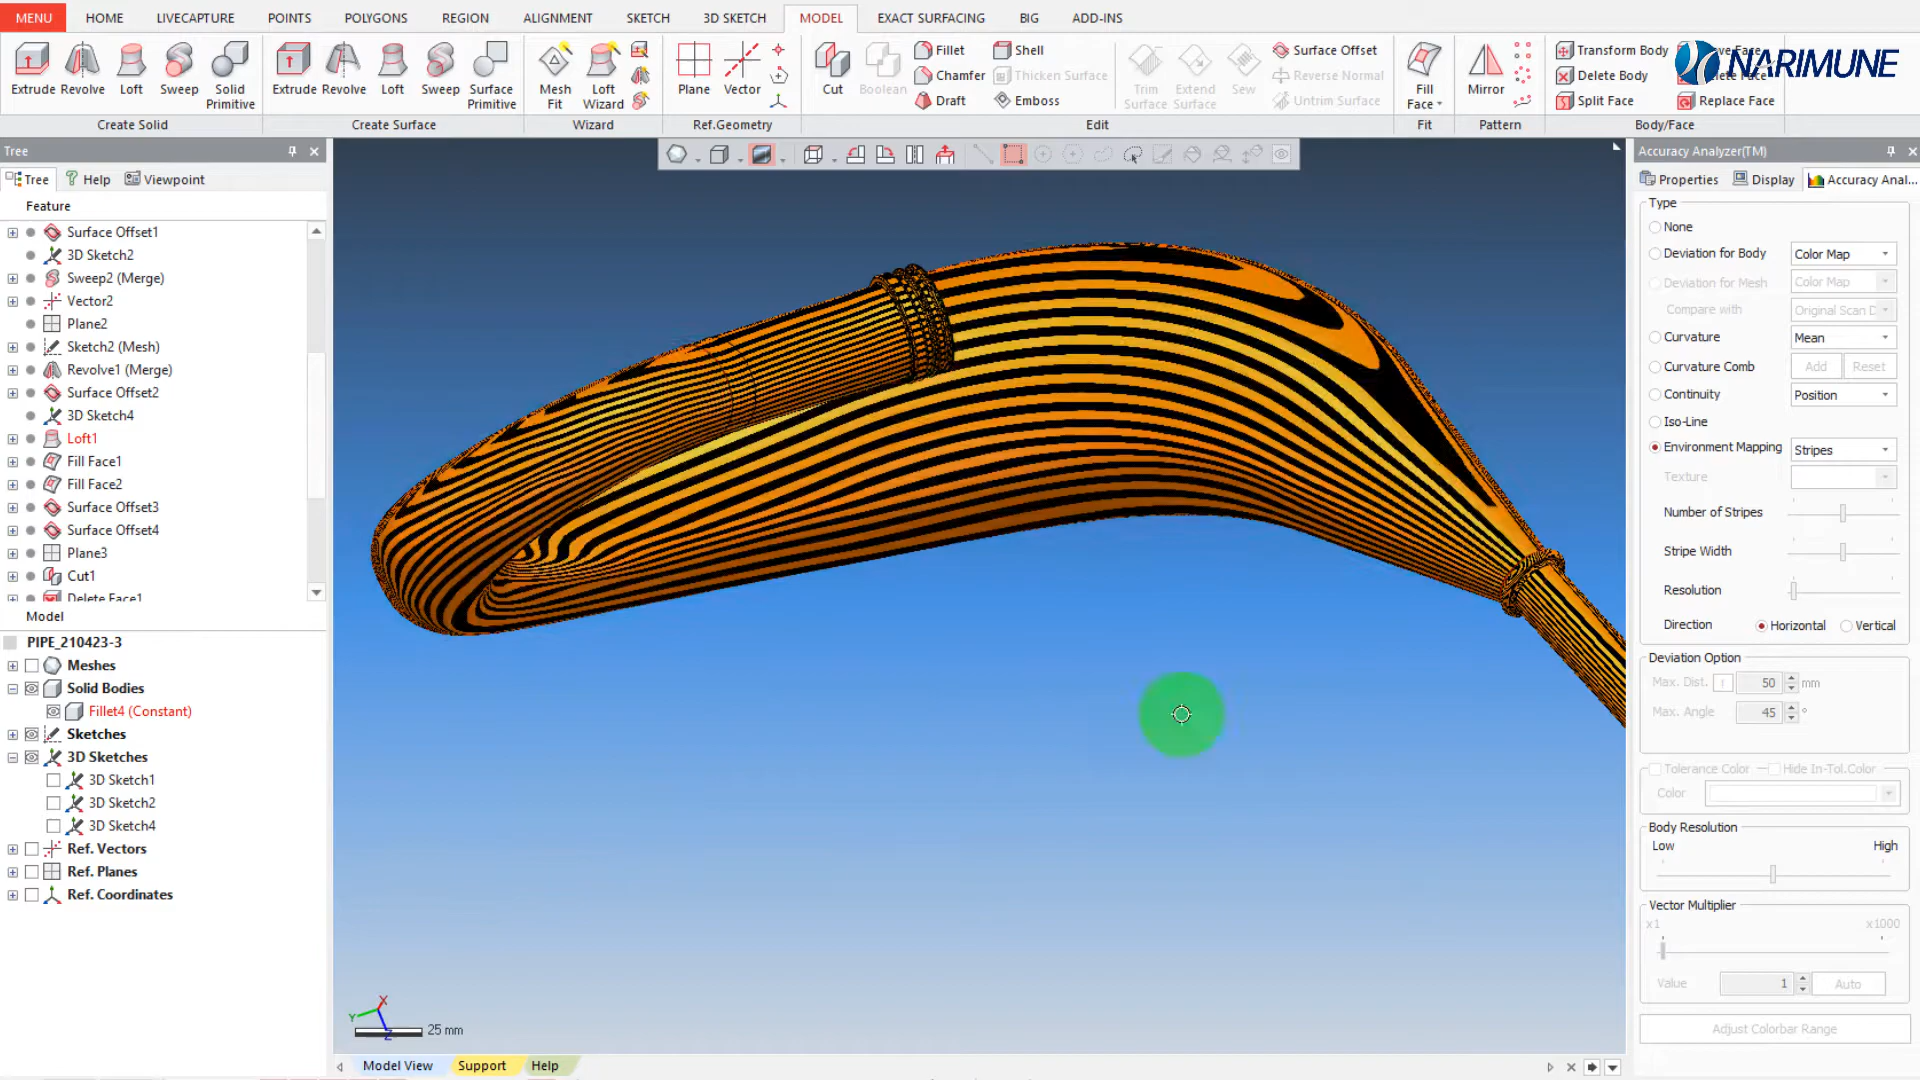 MENU HOME LIVECAPTURE POINTS POLYGONS REGION ALIGNMENT SKETCH 3D SKETCH MODEL EXACT SURFACING BIG ADD-INS
Extrude Revolve Loft Sweep Solid Primitive
Create Solid
Extrude Revolve Loft Sweep Surface Primitive
Create Surface
Mesh Fit Loft Wizard
Wizard
Plane Vector
Ref.Geometry
Cut Boolean
Fillet
Chamfer
Draft
Shell
Thicken Surface
Emboss
Trim Surface Extend Surface Sew
Surface Offset
Reverse Normal
Untrim Surface
Edit
Fill Face
Fit
Mirror
Pattern
Transform Body
Delete Body
Split Face
Replace Face
Body/Face
NARIMUNE
Tree
Tree Help Viewpoint
Feature
Surface Offset1
3D Sketch2
Sweep2 (Merge)
Vector2
Plane2
Sketch2 (Mesh)
Revolve1 (Merge)
Surface Offset2
3D Sketch4
Loft1
Fill Face1
Fill Face2
Surface Offset3
Surface Offset4
Plane3
Cut1
Delete Face1
Model
PIPE_210423-3
Meshes
Solid Bodies
Fillet4 (Constant)
Sketches
3D Sketches
3D Sketch1
3D Sketch2
3D Sketch4
Ref. Vectors
Ref. Planes
Ref. Coordinates
X
Y
Z
25 mm
Model View Support Help
Accuracy Analyzer(TM)
Properties Display Accuracy Anal...
Type
None
Deviation for Body Color Map
Deviation for Mesh Color Map
Compare with Original Scan D
Curvature Mean
Curvature Comb Add Reset
Continuity Position
Iso-Line
Environment Mapping Stripes
Texture
Number of Stripes
Stripe Width
Resolution
Direction Horizontal Vertical
Deviation Option
Max. Dist. 50 mm
Max. Angle 45 °
Tolerance Color Hide In-Tol.Color
Color
Body Resolution
Low High
Vector Multiplier
x1 x1000
Value 1 Auto
Adjust Colorbar Range